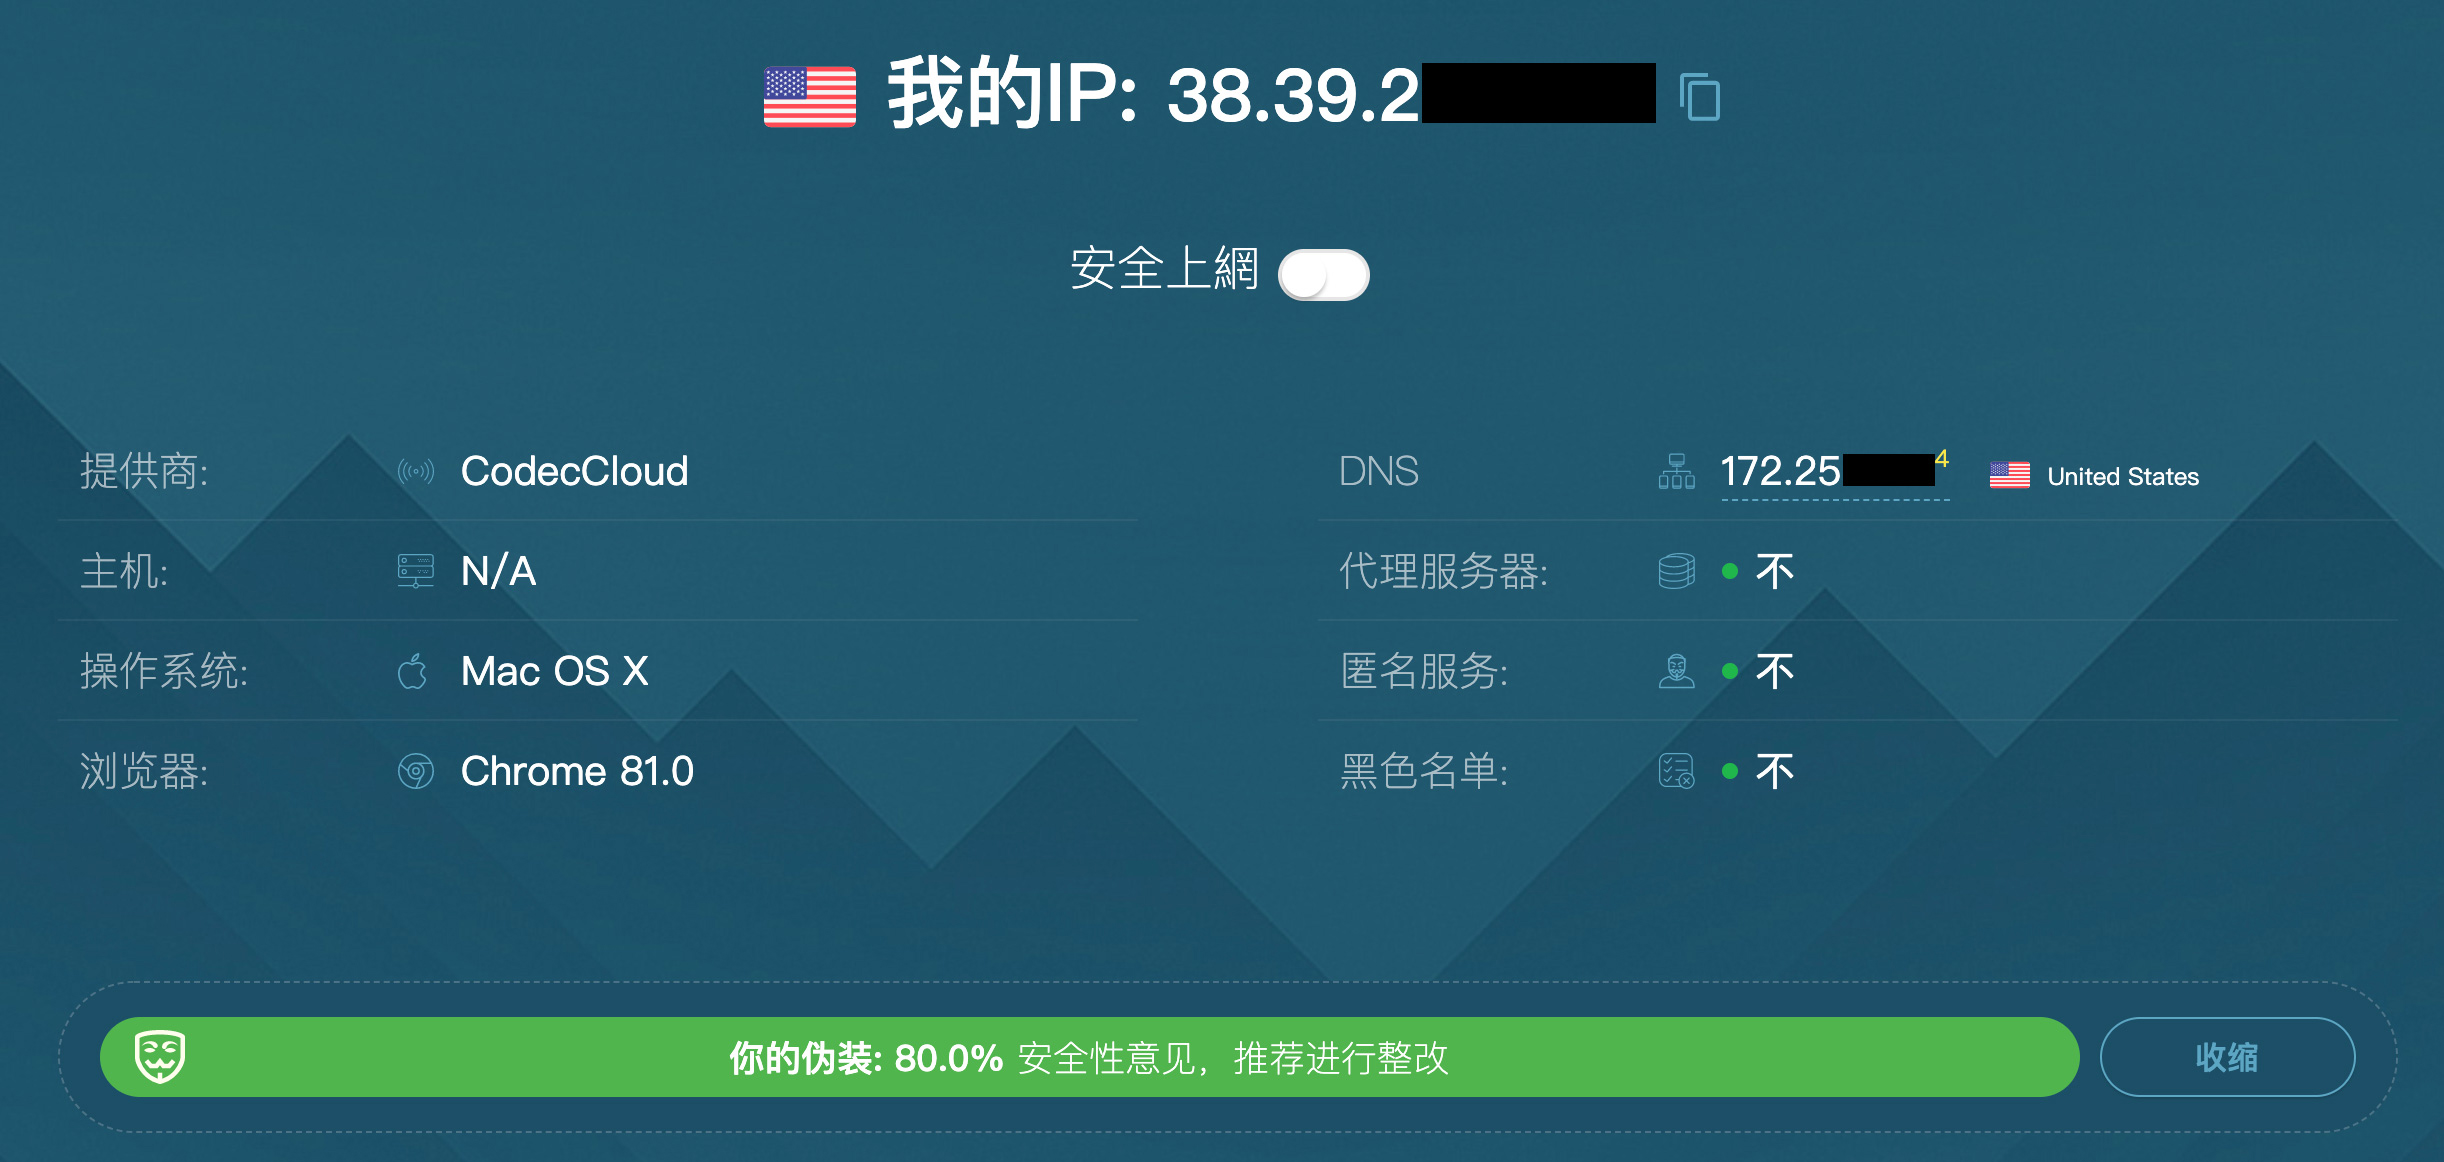 我的IP: 38.39.2
安全上網
提供商: CodecCloud
主机: N/A
操作系统: Mac OS X
浏览器: Chrome 81.0
DNS 172.25 4 United States
代理服务器: 不
匿名服务: 不
黑色名单: 不
你的伪装: 80.0% 安全性意见，推荐进行整改
收缩